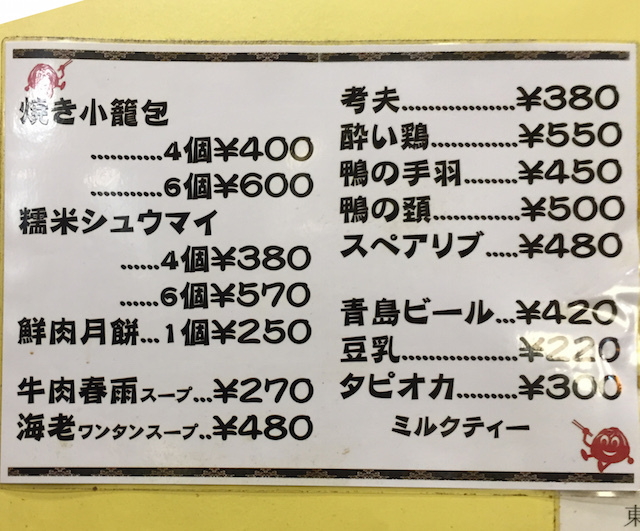 焼き小籠包
............4個¥400
............6個¥600
糯米シュウマイ
......4個¥380
......6個¥570
鮮肉月餅...1個¥250
牛肉春雨スープ...¥270
海老ワンタンスープ..¥480
考夫...................¥380
酔い鶏...............¥550
鴨の手羽.........¥450
鴨の頚...............¥500
スペアリブ......¥480
青島ビール...¥420
豆乳....................¥220
タピオカ..........¥300
ミルクティー
東